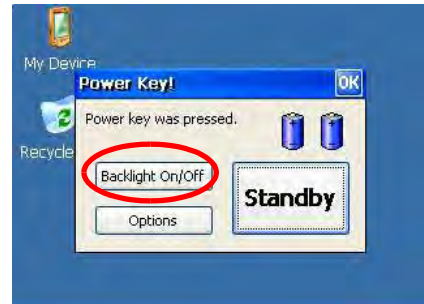 My Device
Power Key!
OK
Power key was pressed.
Recycle
Backlight On/Off
Standby
Options